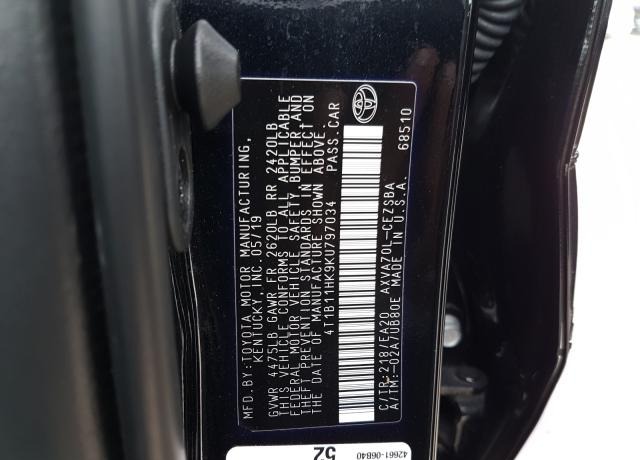 MFD.BY:TOYOTA MOTOR MANUFACTURING,
KENTUCKY, INC.05/19
GVWR 4475LB GAWR FR 2620LB RR 2420LB
THIS VEHICLE CONFORMS TO ALL APPLICABLE
FEDERAL MOTOR VEHICLE SAFETY, BUMPER AND
THEFT PREVENTION STANDARDS IN EFFECT ON
THE DATE OF MANUFACTURE SHOWN ABOVE.
4T1B11HK9KU797034 PASS.CAR
C/TR:218/EA20 AXVA70L-CEZSBA
A/TM:-02A/UB80E MADE IN U.S.A. 68510
42661-06B40
52